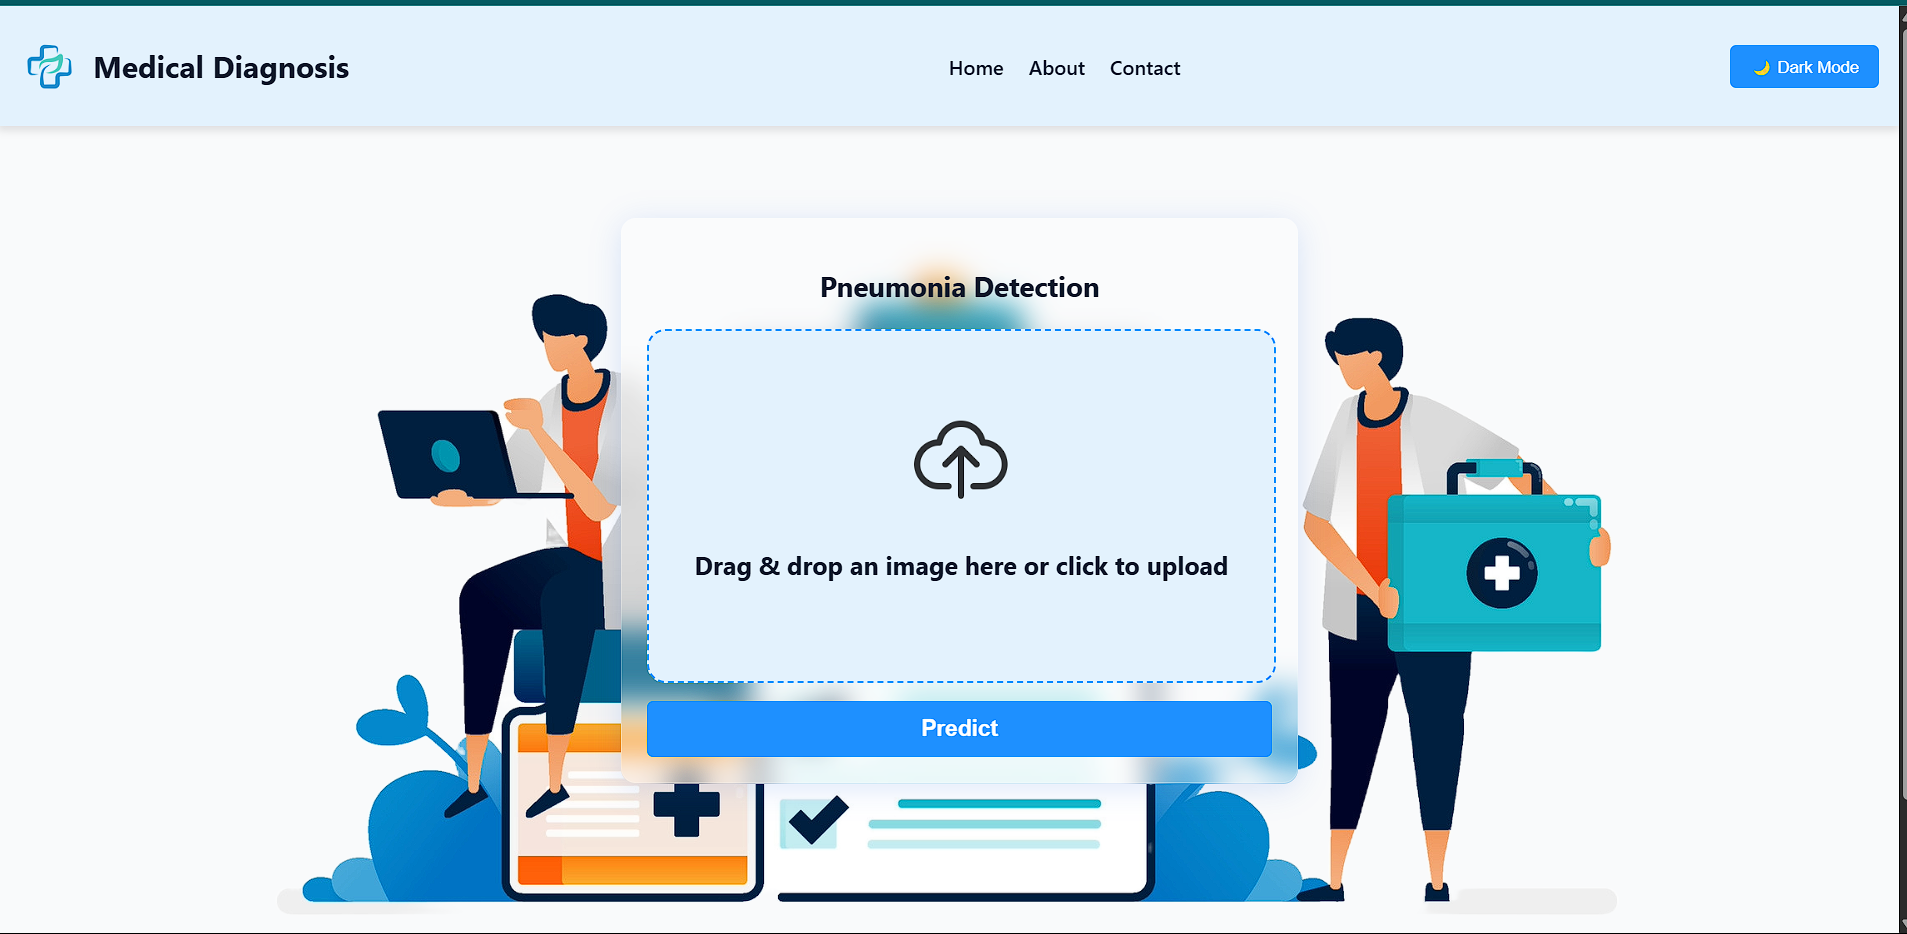 Medical Diagnosis
Home About Contact
🌙 Dark Mode
Pneumonia Detection
Drag & drop an image here or click to upload
Predict